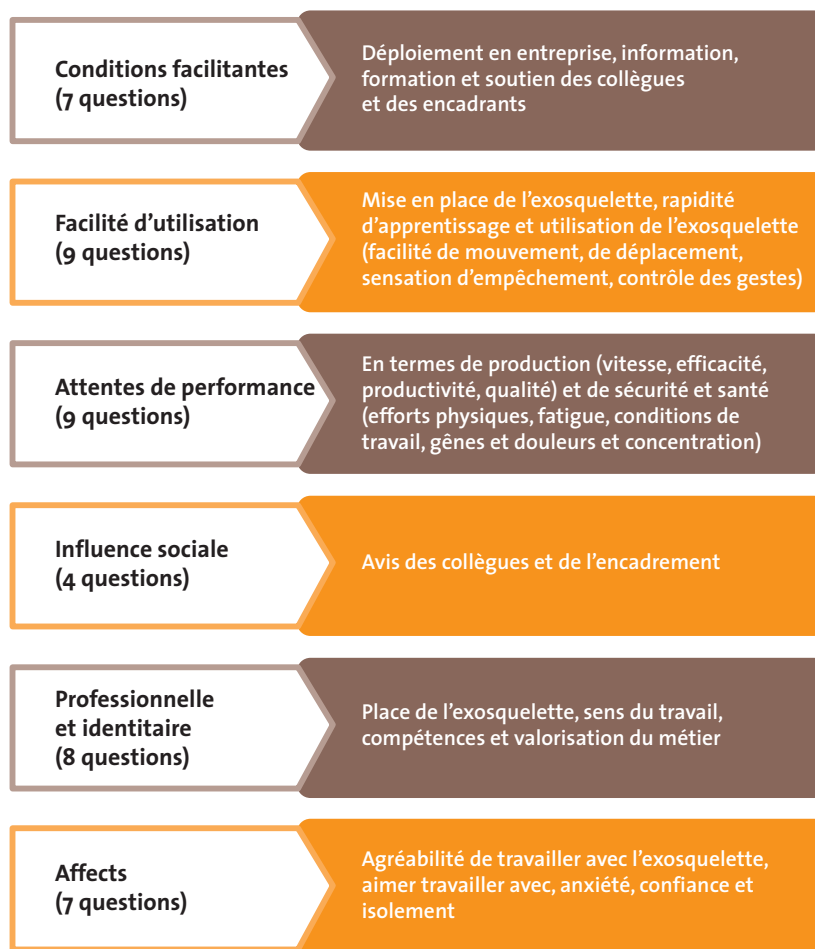 Conditions facilitantes
(7 questions)
Déploiement en entreprise, information,
formation et soutien des collègues
et des encadrants
Facilité d’utilisation
(9 questions)
Mise en place de l’exosquelette, rapidité
d’apprentissage et utilisation de l’exosquelette
(facilité de mouvement, de déplacement,
sensation d’empêchement, contrôle des gestes)
Attentes de performance
(9 questions)
En termes de production (vitesse, efficacité,
productivité, qualité) et de sécurité et santé
(efforts physiques, fatigue, conditions de
travail, gênes et douleurs et concentration)
Influence sociale
(4 questions)
Avis des collègues et de l’encadrement
Professionnelle
et identitaire
(8 questions)
Place de l’exosquelette, sens du travail,
compétences et valorisation du métier
Affects
(7 questions)
Agréabilité de travailler avec l’exosquelette,
aimer travailler avec, anxiété, confiance et
isolement